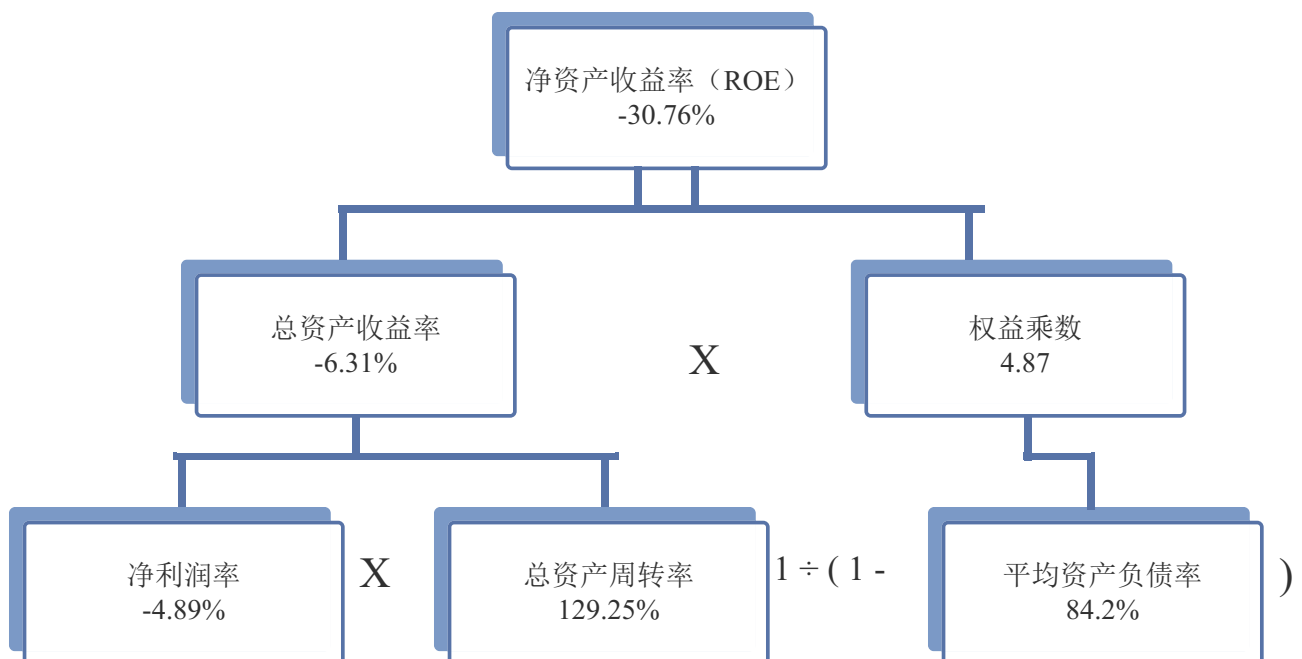 净资产收益率（ROE）
-30.76%
总资产收益率
-6.31%
X
权益乘数
4.87
净利润率
-4.89%
X
总资产周转率
129.25%
1 ÷ ( 1 -
平均资产负债率
84.2%
)